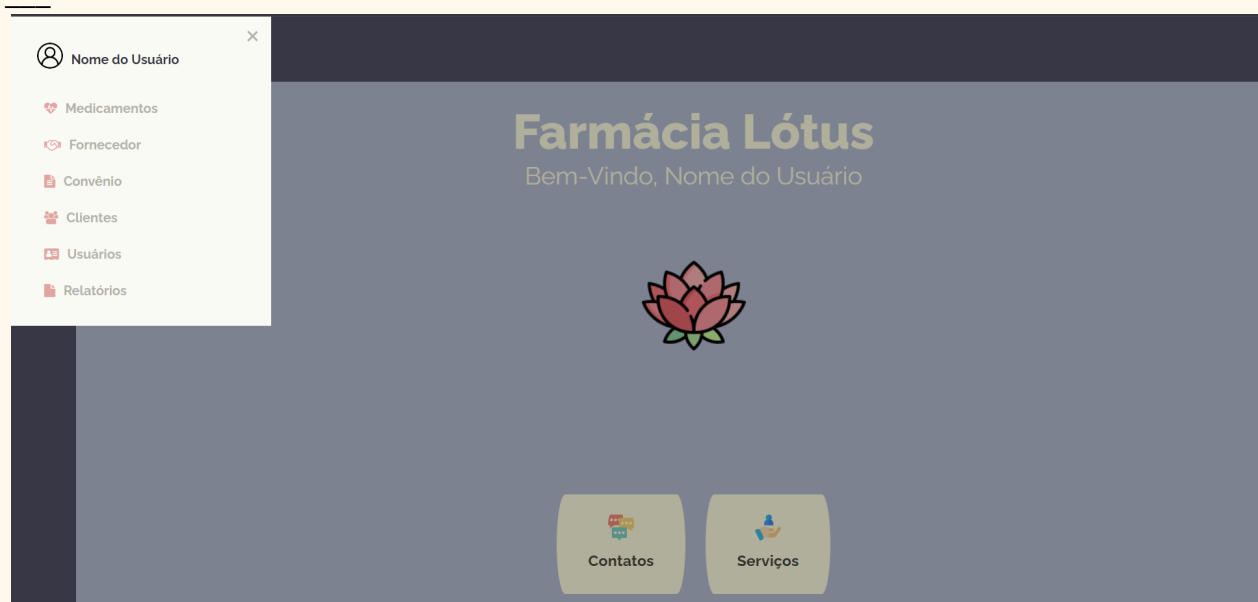 Nome do Usuário
Medicamentos
Fornecedor
Convênio
Clientes
Usuários
Relatórios
Farmácia Lótus
Bem-Vindo, Nome do Usuário
Contatos
Serviços